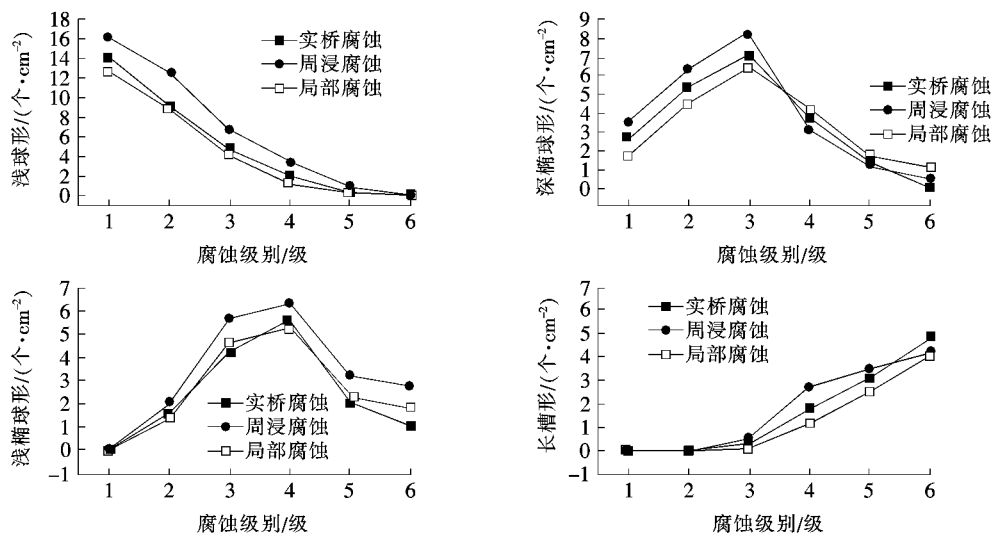 浅球形/(个·cm⁻²)
18
16
14
12
10
8
6
4
2
0
实桥腐蚀
周浸腐蚀
局部腐蚀
1 2 3 4 5 6
腐蚀级别/级
深椭球形/(个·cm⁻²)
9
8
7
6
5
4
3
2
1
0
实桥腐蚀
周浸腐蚀
局部腐蚀
1 2 3 4 5 6
腐蚀级别/级
浅椭球形/(个·cm⁻²)
7
6
5
4
3
2
1
0
-1
实桥腐蚀
周浸腐蚀
局部腐蚀
1 2 3 4 5 6
腐蚀级别/级
长槽形/(个·cm⁻²)
7
6
5
4
3
2
1
0
-1
实桥腐蚀
周浸腐蚀
局部腐蚀
1 2 3 4 5 6
腐蚀级别/级